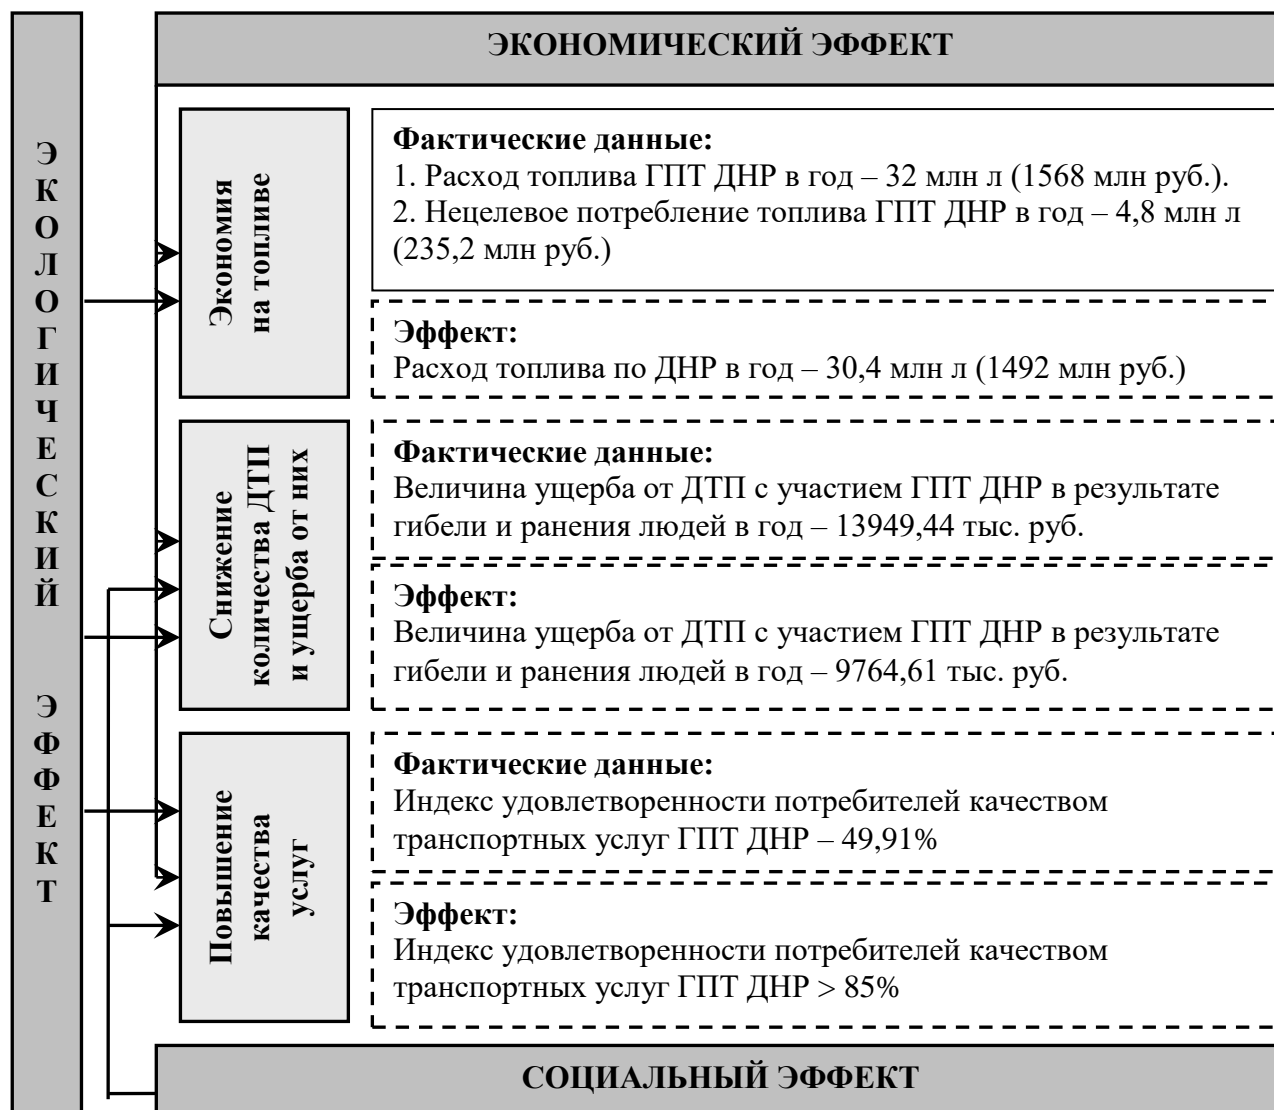 ЭКОЛОГИЧЕСКИЙ ЭФФЕКТ
ЭКОНОМИЧЕСКИЙ ЭФФЕКТ
Экономия
на топливе
Фактические данные:
1. Расход топлива ГПТ ДНР в год – 32 млн л (1568 млн руб.).
2. Нецелевое потребление топлива ГПТ ДНР в год – 4,8 млн л
(235,2 млн руб.)
Эффект:
Расход топлива по ДНР в год – 30,4 млн л (1492 млн руб.)
Снижение
количества ДТП
и ущерба от них
Фактические данные:
Величина ущерба от ДТП с участием ГПТ ДНР в результате
гибели и ранения людей в год – 13949,44 тыс. руб.
Эффект:
Величина ущерба от ДТП с участием ГПТ ДНР в результате
гибели и ранения людей в год – 9764,61 тыс. руб.
Повышение
качества
услуг
Фактические данные:
Индекс удовлетворенности потребителей качеством
транспортных услуг ГПТ ДНР – 49,91%
Эффект:
Индекс удовлетворенности потребителей качеством
транспортных услуг ГПТ ДНР > 85%
СОЦИАЛЬНЫЙ ЭФФЕКТ